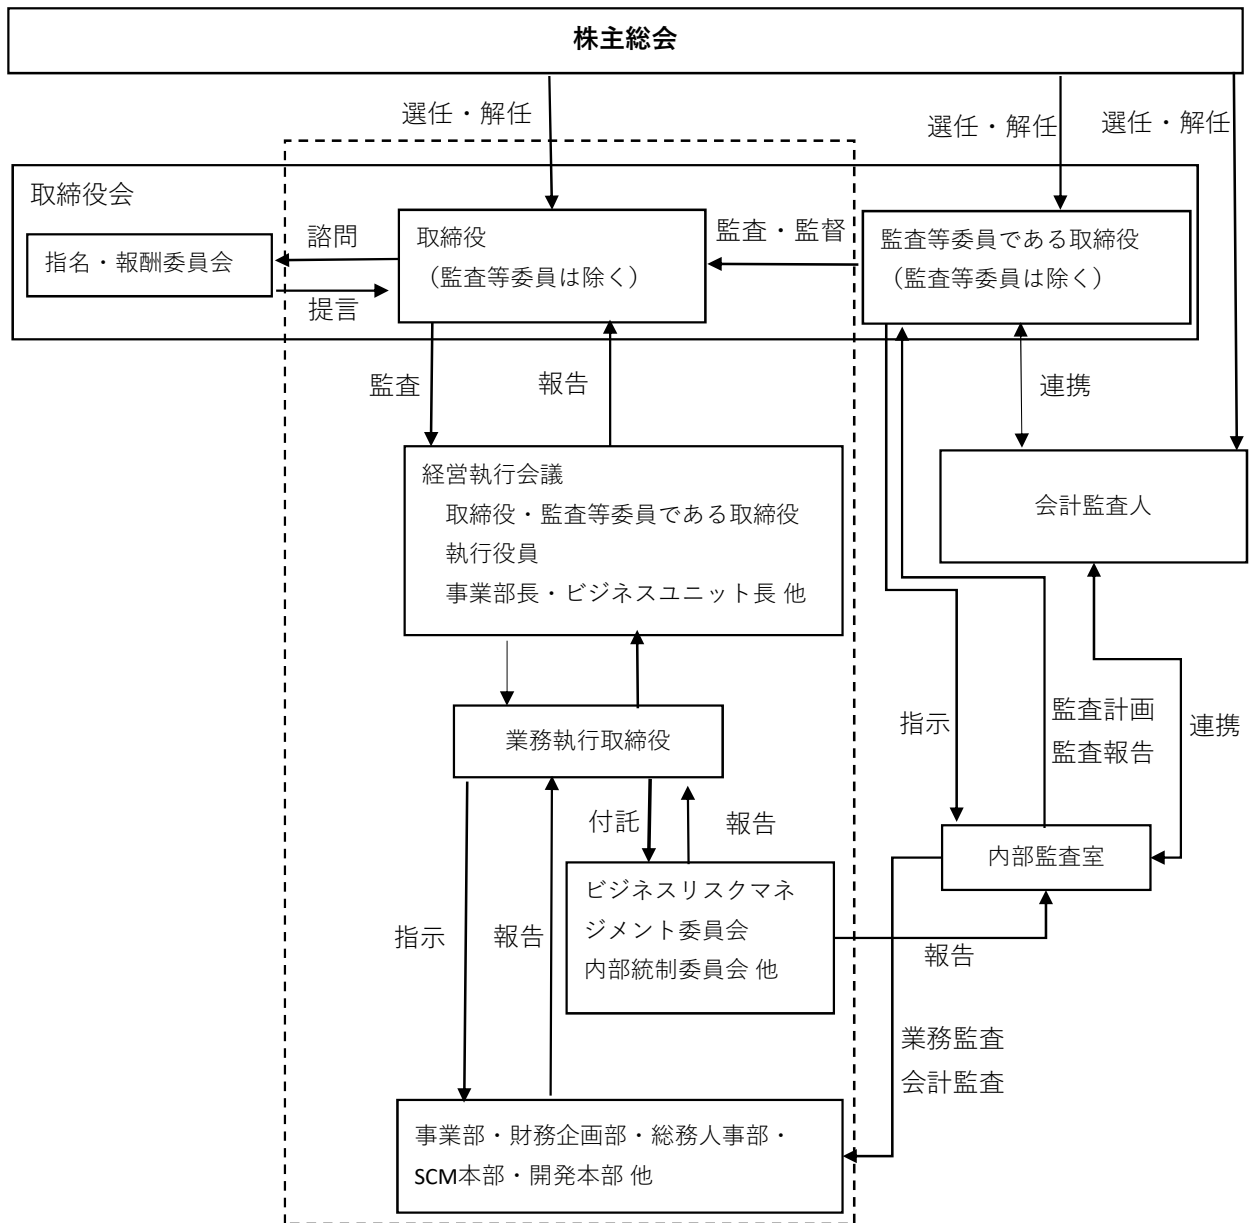 株主総会
選任・解任
選任・解任
選任・解任
取締役会
指名・報酬委員会
諮問
提言
取締役
（監査等委員は除く）
監査・監督
監査等委員である取締役
（監査等委員は除く）
監査
報告
連携
経営執行会議
取締役・監査等委員である取締役
執行役員
事業部長・ビジネスユニット長 他
会計監査人
業務執行取締役
指示
監査計画
監査報告
連携
付託
報告
内部監査室
ビジネスリスクマネ
ジメント委員会
内部統制委員会 他
指示
報告
報告
業務監査
会計監査
事業部・財務企画部・総務人事部・
SCM本部・開発本部 他